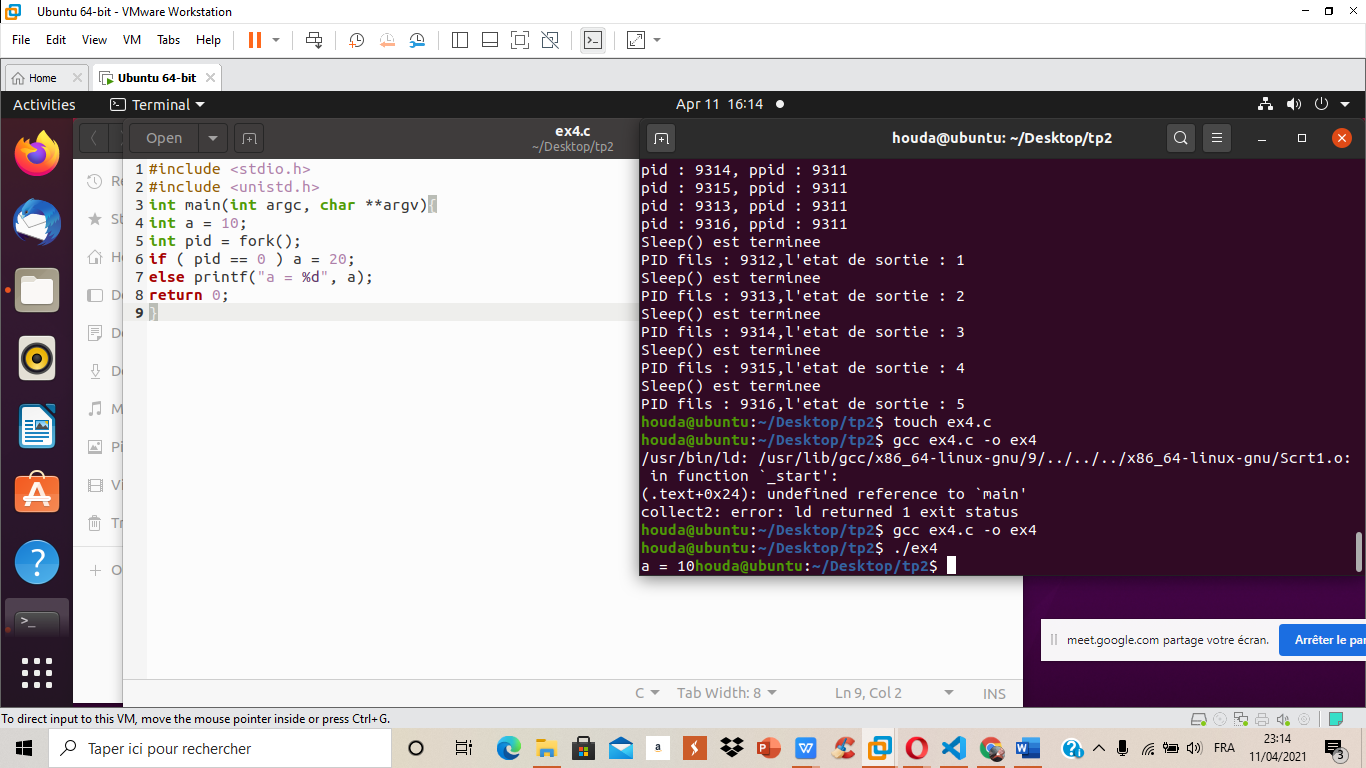 Ubuntu 64-bit - VMware Workstation
File Edit View VM Tabs Help
Home
Ubuntu 64-bit
Activities
Terminal
Apr 11 16:14
Open
ex4.c
~/Desktop/tp2
1 #include <stdio.h>
2 #include <unistd.h>
3 int main(int argc, char **argv){
4 int a = 10;
5 int pid = fork();
6 if ( pid == 0 ) a = 20;
7 else printf("a = %d", a);
8 return 0;
9 }
Re
St
H
De
D
D
M
Pi
Vi
Tr
O
C
Tab Width: 8
Ln 9, Col 2
INS
houda@ubuntu: ~/Desktop/tp2
pid : 9314, ppid : 9311
pid : 9315, ppid : 9311
pid : 9313, ppid : 9311
pid : 9316, ppid : 9311
Sleep() est terminee
PID fils : 9312,l'etat de sortie : 1
Sleep() est terminee
PID fils : 9313,l'etat de sortie : 2
Sleep() est terminee
PID fils : 9314,l'etat de sortie : 3
Sleep() est terminee
PID fils : 9315,l'etat de sortie : 4
Sleep() est terminee
PID fils : 9316,l'etat de sortie : 5
houda@ubuntu:~/Desktop/tp2$ touch ex4.c
houda@ubuntu:~/Desktop/tp2$ gcc ex4.c -o ex4
/usr/bin/ld: /usr/lib/gcc/x86_64-linux-gnu/9/../../../x86_64-linux-gnu/Scrt1.o:
 in function `_start':
(.text+0x24): undefined reference to `main'
collect2: error: ld returned 1 exit status
houda@ubuntu:~/Desktop/tp2$ gcc ex4.c -o ex4
houda@ubuntu:~/Desktop/tp2$ ./ex4
a = 10houda@ubuntu:~/Desktop/tp2$
meet.google.com partage votre écran.
Arrêter le par
To direct input to this VM, move the mouse pointer inside or press Ctrl+G.
Taper ici pour rechercher
FRA
23:14
11/04/2021
3